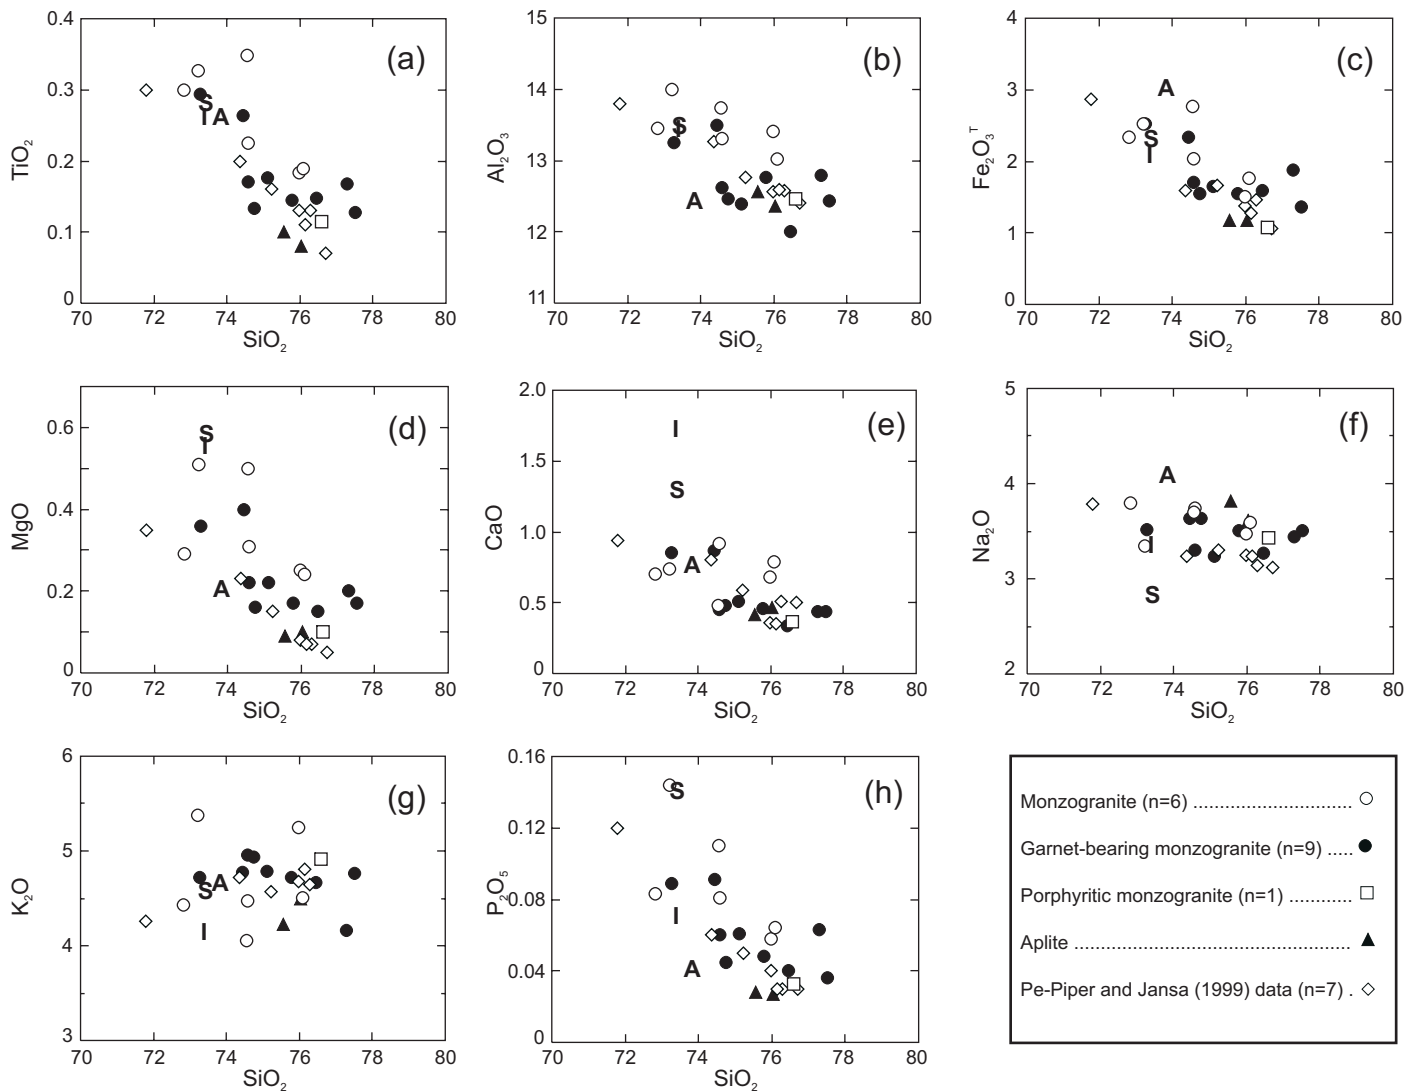 (a)
TiO2
0.4
0.3
0.2
0.1
0
S
I A
70 72 74 76 78 80
SiO2
(b)
Al2O3
15
14
13
12
11
S
I
A
70 72 74 76 78 80
SiO2
(c)
Fe2O3T
4
3
2
1
0
A
S
I
70 72 74 76 78 80
SiO2
(d)
MgO
0.6
0.4
0.2
0
S
I
A
70 72 74 76 78 80
SiO2
(e)
CaO
2.0
1.5
1.0
0.5
0
I
S
A
70 72 74 76 78 80
SiO2
(f)
Na2O
5
4
3
2
A
I
S
70 72 74 76 78 80
SiO2
(g)
K2O
6
5
4
3
S A
I
70 72 74 76 78 80
SiO2
(h)
P2O5
0.16
0.12
0.08
0.04
0
S
I
A
70 72 74 76 78 80
SiO2
Monzogranite (n=6) ..............................
Garnet-bearing monzogranite (n=9) .....
Porphyritic monzogranite (n=1) ............
Aplite .....................................................
Pe-Piper and Jansa (1999) data (n=7) .